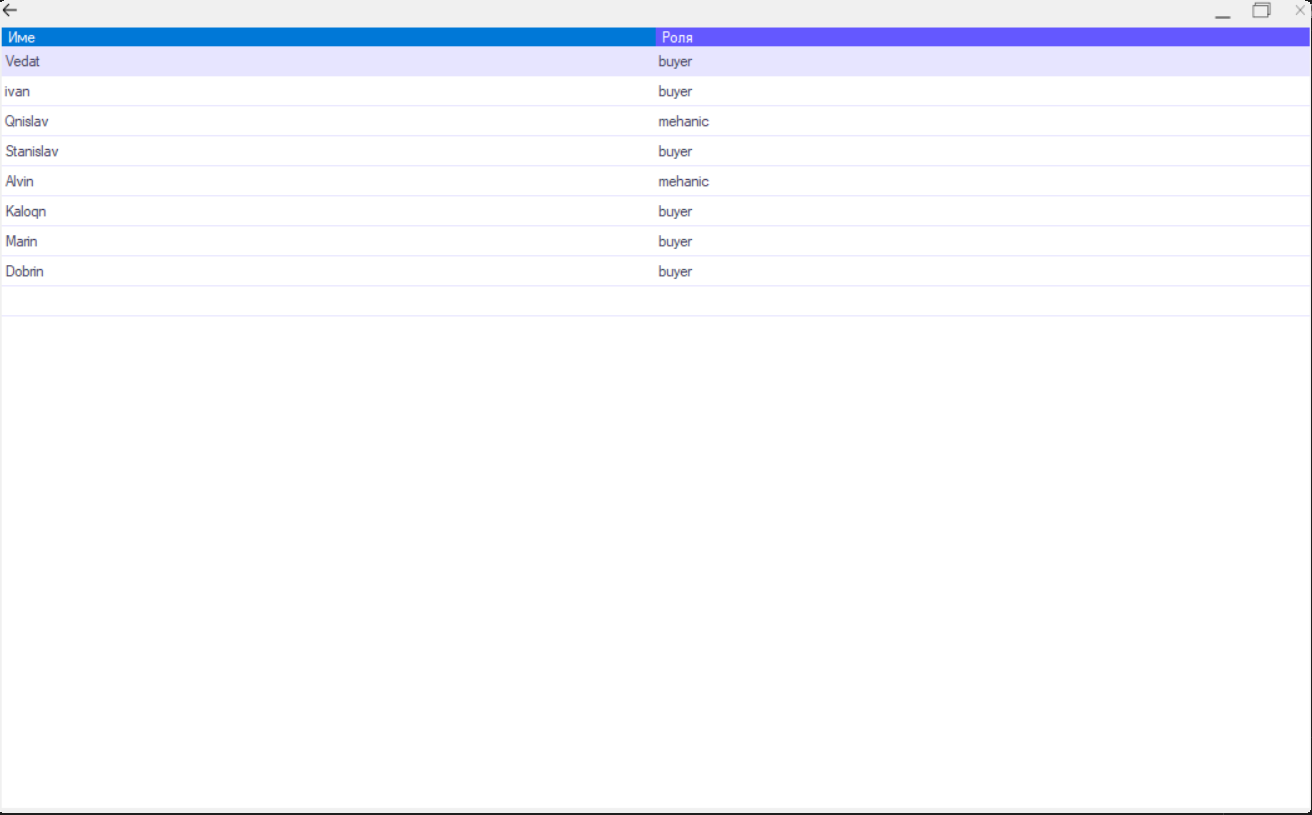 Име Роля
Vedat buyer
ivan buyer
Qnislav mehanic
Stanislav buyer
Alvin mehanic
Kaloqn buyer
Marin buyer
Dobrin buyer